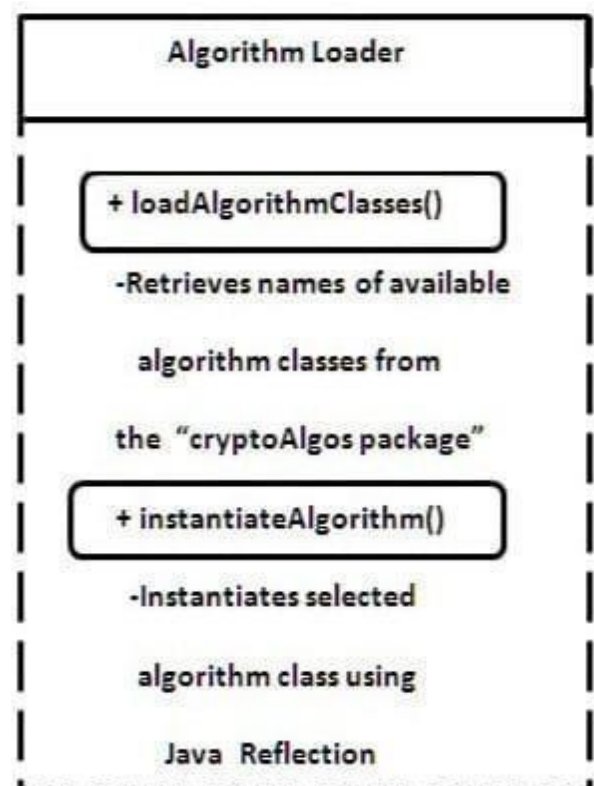 Algorithm Loader
+ loadAlgorithmClasses()
-Retrieves names of available
algorithm classes from
the “cryptoAlgos package”
+ instantiateAlgorithm()
-Instantiates selected
algorithm class using
Java Reflection